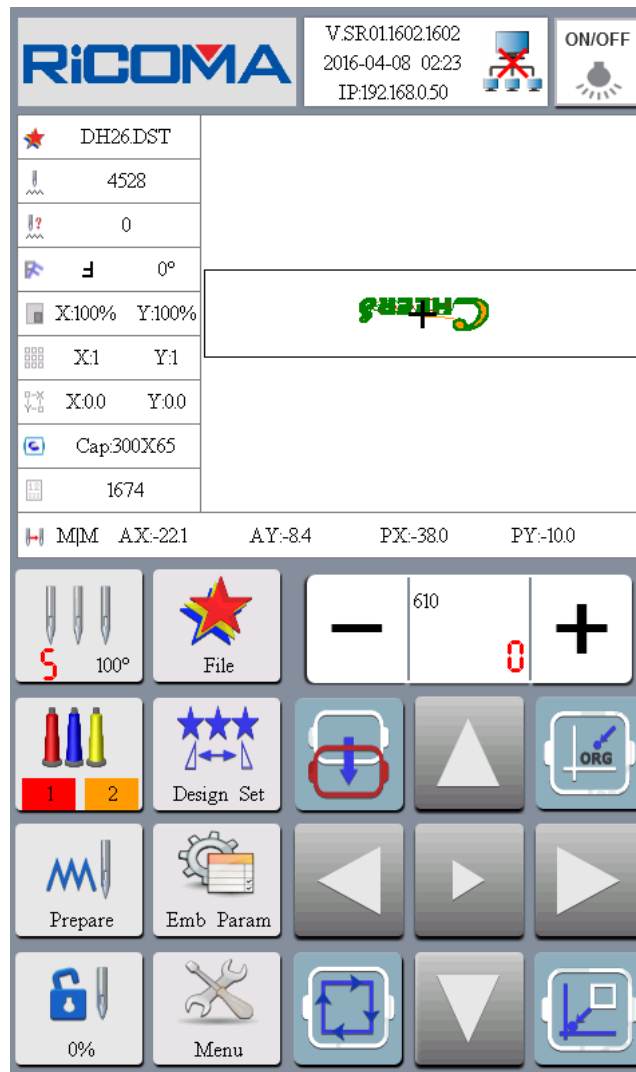 RiCOMA
V.SR01.1602.1602
2016-04-08 02:23
IP:192.168.0.50
ON/OFF
DH26.DST
4528
0
F 0°
X:100% Y:100%
X:1 Y:1
X:0.0 Y:0.0
Cap:300X65
1674
M|M AX:-22.1 AY:-8.4 PX:-38.0 PY:-10.0
CHEERS
5 100°
File
610
0
1 2
Design Set
ORG
Prepare
Emb Param
0%
Menu